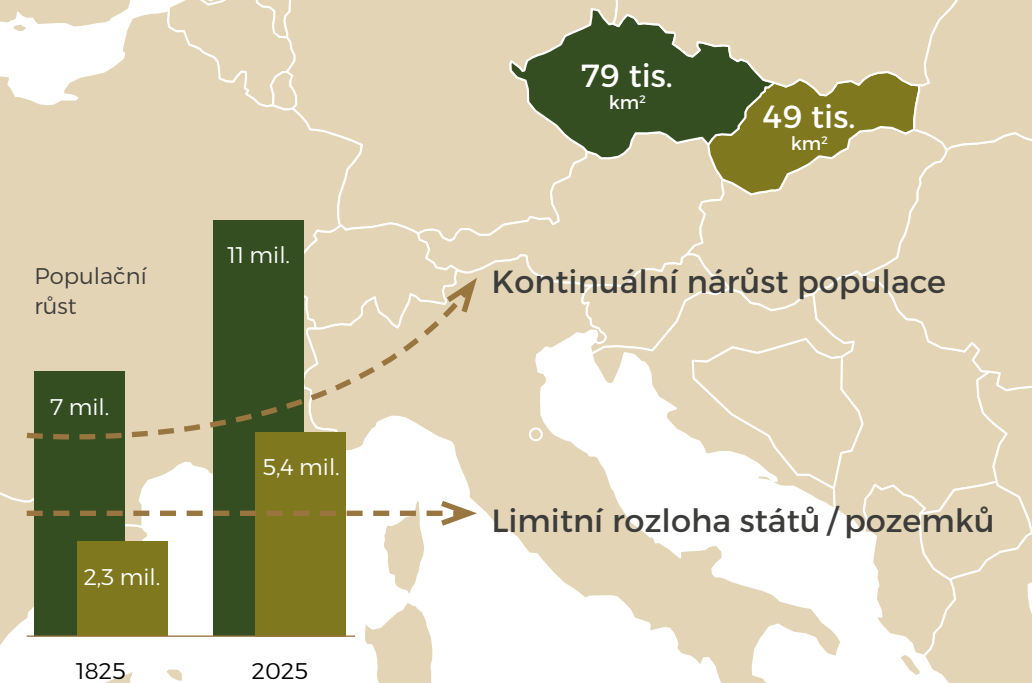 79 tis.
km²
49 tis.
km²
Populační
růst
11 mil.
Kontinuální nárůst populace
7 mil.
5,4 mil.
Limitní rozloha států / pozemků
2,3 mil.
1825
2025